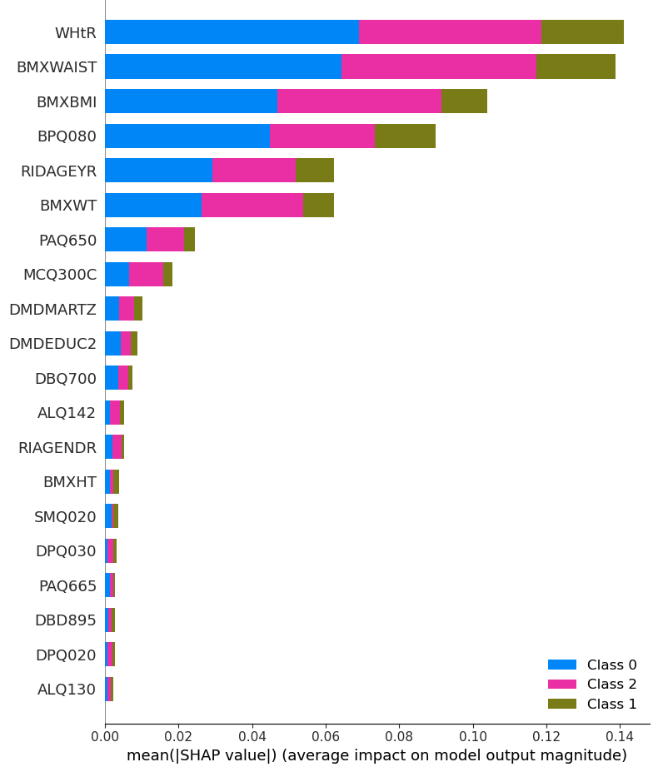 WHtR
BMXWAIST
BMXBMI
BPQ080
RIDAGEYR
BMXWT
PAQ650
MCQ300C
DMDMARTZ
DMDEDUC2
DBQ700
ALQ142
RIAGENDR
BMXHT
SMQ020
DPQ030
PAQ665
DBD895
DPQ020
ALQ130
Class 0
Class 2
Class 1
0.00 0.02 0.04 0.06 0.08 0.10 0.12 0.14
mean(|SHAP value|) (average impact on model output magnitude)